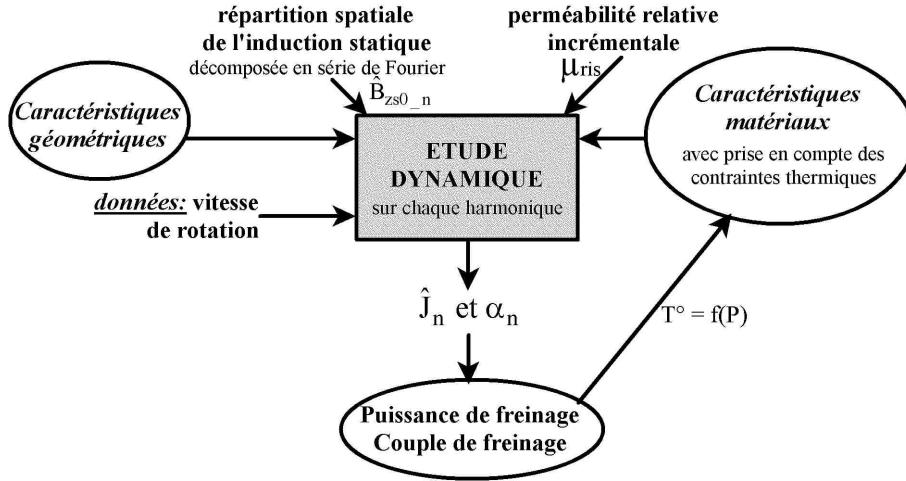 répartition spatiale
de l'induction statique
décomposée en série de Fourier
B̂zs0_n
perméabilité relative
incrémentale
μris
Caractéristiques
géométriques
Caractéristiques
matériaux
avec prise en compte des
contraintes thermiques
ETUDE
DYNAMIQUE
sur chaque harmonique
données: vitesse
de rotation
Ĵn et αn
T° = f(P)
Puissance de freinage
Couple de freinage